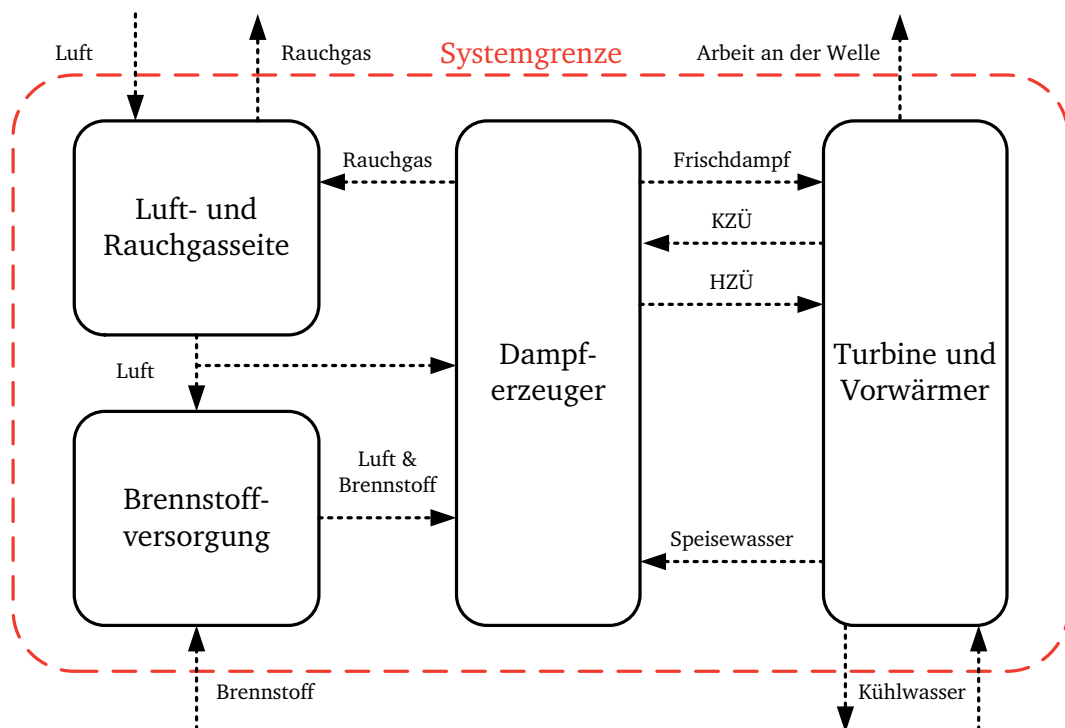 Luft
Rauchgas
Systemgrenze
Arbeit an der Welle
Luft- und
Rauchgasseite
Rauchgas
Frischdampf
KZÜ
HZÜ
Dampf-
erzeuger
Turbine und
Vorwärmer
Luft
Brennstoff-
versorgung
Luft &
Brennstoff
Speisewasser
Brennstoff
Kühlwasser